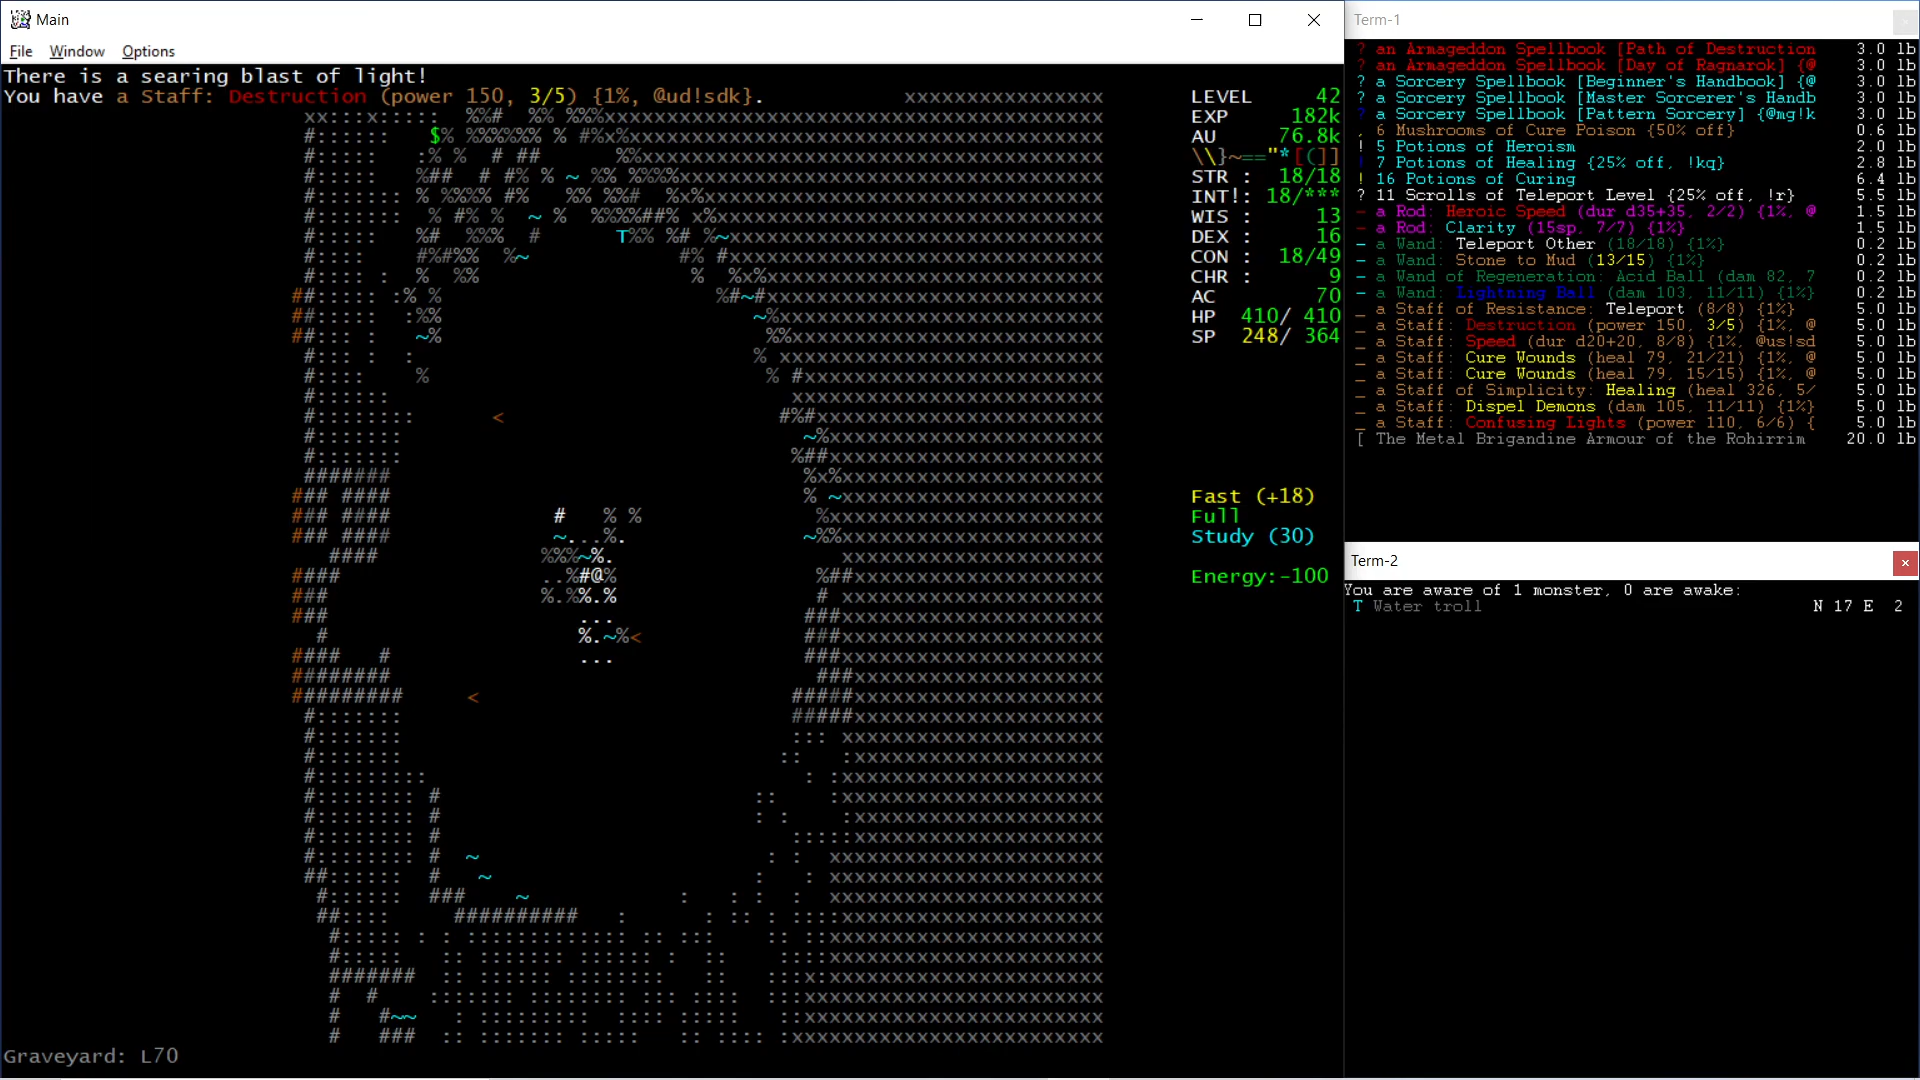 Main
File Window Options
There is a searing blast of light!
You have a Staff: Destruction (power 150, 3/5) {1%, @ud!sdk}.
LEVEL 42
EXP 182k
AU 76.8k
\\}~=="*[(]]
STR : 18/18
INT!: 18/***
WIS : 13
DEX : 16
CON : 18/49
CHR : 9
AC 70
HP 410/ 410
SP 248/ 364
Fast (+18)
Full
Study (30)
Energy:-100
Graveyard: L70
Term-1
? an Armageddon Spellbook [Path of Destruction 3.0 lb
? an Armageddon Spellbook [Day of Ragnarok] {@ 3.0 lb
? a Sorcery Spellbook [Beginner's Handbook] {@ 3.0 lb
? a Sorcery Spellbook [Master Sorcerer's Handb 3.0 lb
? a Sorcery Spellbook [Pattern Sorcery] {@mg!k 3.0 lb
, 6 Mushrooms of Cure Poison {50% off} 0.6 lb
! 5 Potions of Heroism 2.0 lb
! 7 Potions of Healing {25% off, !kq} 2.8 lb
! 16 Potions of Curing 6.4 lb
? 11 Scrolls of Teleport Level {25% off, !r} 5.5 lb
- a Rod: Heroic Speed (dur d35+35, 2/2) {1%, @ 1.5 lb
- a Rod: Clarity (15sp, 7/7) {1%} 1.5 lb
- a Wand: Teleport Other (18/18) {1%} 0.2 lb
- a Wand: Stone to Mud (13/15) {1%} 0.2 lb
- a Wand of Regeneration: Acid Ball (dam 82, 7 0.2 lb
- a Wand: Lightning Ball (dam 103, 11/11) {1%} 0.2 lb
_ a Staff of Resistance: Teleport (8/8) {1%} 5.0 lb
_ a Staff: Destruction (power 150, 3/5) {1%, @ 5.0 lb
_ a Staff: Speed (dur d20+20, 8/8) {1%, @us!sd 5.0 lb
_ a Staff: Cure Wounds (heal 79, 21/21) {1%, @ 5.0 lb
_ a Staff: Cure Wounds (heal 79, 15/15) {1%, @ 5.0 lb
_ a Staff of Simplicity: Healing (heal 326, 5/ 5.0 lb
_ a Staff: Dispel Demons (dam 105, 11/11) {1%} 5.0 lb
_ a Staff: Confusing Lights (power 110, 6/6) { 5.0 lb
[ The Metal Brigandine Armour of the Rohirrim 20.0 lb
Term-2
You are aware of 1 monster, 0 are awake:
T Water troll N 17 E 2